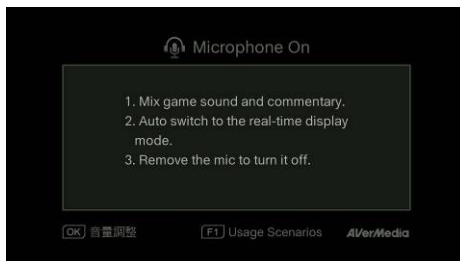 Microphone On
1. Mix game sound and commentary.
2. Auto switch to the real-time display
mode.
3. Remove the mic to turn it off.
OK 音量調整 F1 Usage Scenarios AVerMedia